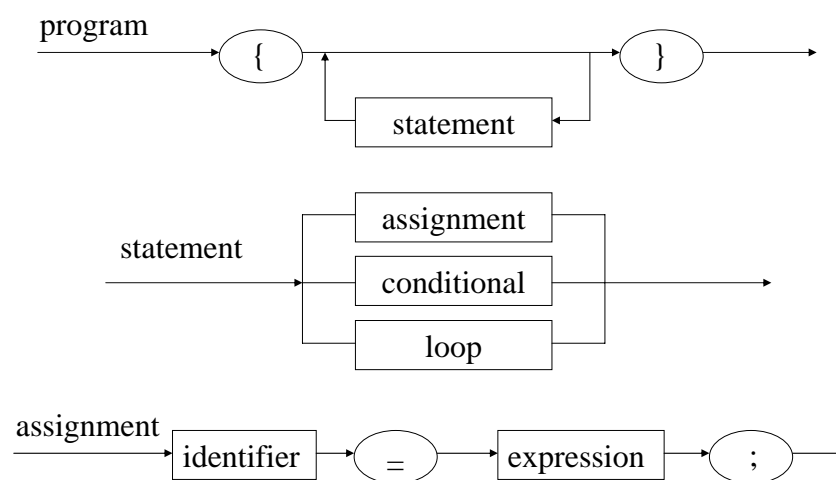 program
{ }
statement
assignment
statement
conditional
loop
assignment
identifier = expression ;